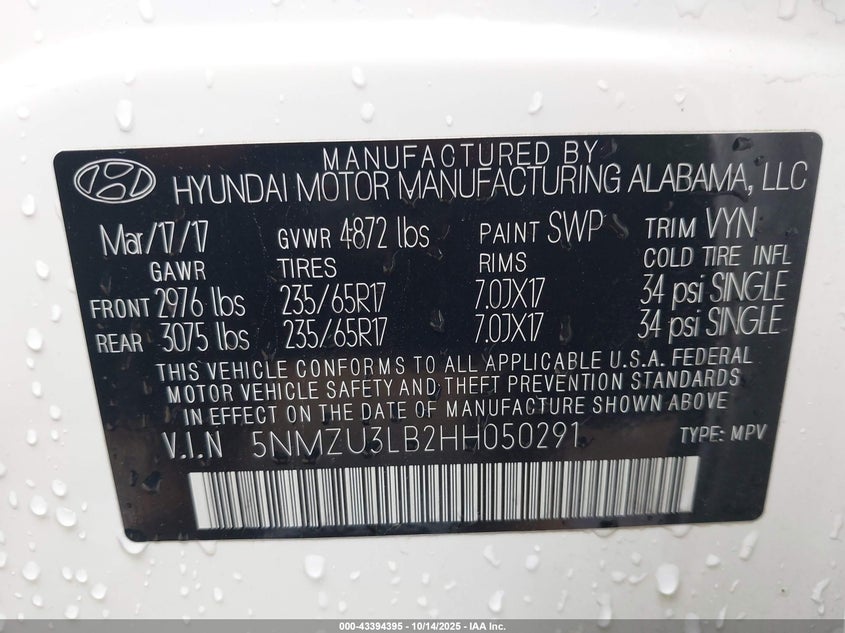 MANUFACTURED BY
HYUNDAI MOTOR MANUFACTURING ALABAMA, LLC
Mar/17/17 GVWR 4872 lbs PAINT SWP TRIM VYN
GAWR TIRES RIMS COLD TIRE INFL
FRONT 2976 lbs 235/65R17 7.0JX17 34 psi SINGLE
REAR 3075 lbs 235/65R17 7.0JX17 34 psi SINGLE
THIS VEHICLE CONFORMS TO ALL APPLICABLE U.S.A. FEDERAL
MOTOR VEHICLE SAFETY AND THEFT PREVENTION STANDARDS
IN EFFECT ON THE DATE OF MANUFACTURE SHOWN ABOVE
V.I.N 5NMZU3LB2HH050291 TYPE: MPV
000-43394395 - 10/14/2025 - IAA Inc.